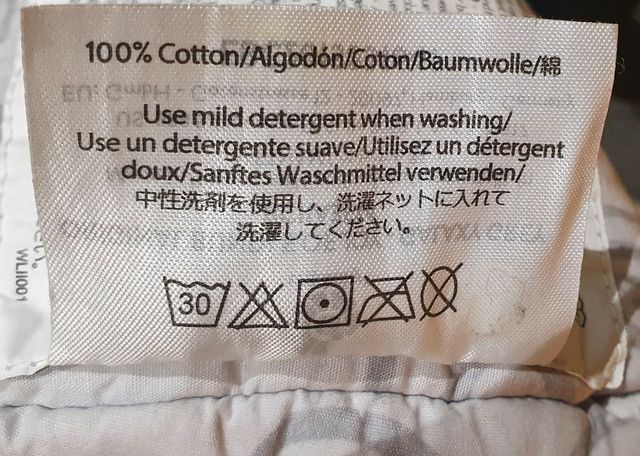 100% Cotton/Algodón/Coton/Baumwolle/綿
Use mild detergent when washing/
Use un detergente suave/Utilisez un détergent
doux/Sanftes Waschmittel verwenden/
中性洗剤を使用し、洗濯ネットに入れて
洗濯してください。
30
WLII001